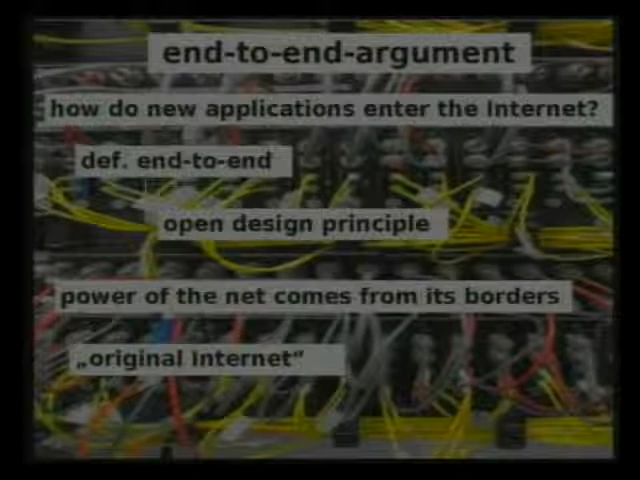 end-to-end-argument
how do new applications enter the Internet?
def. end-to-end
open design principle
power of the net comes from its borders
„original Internet“